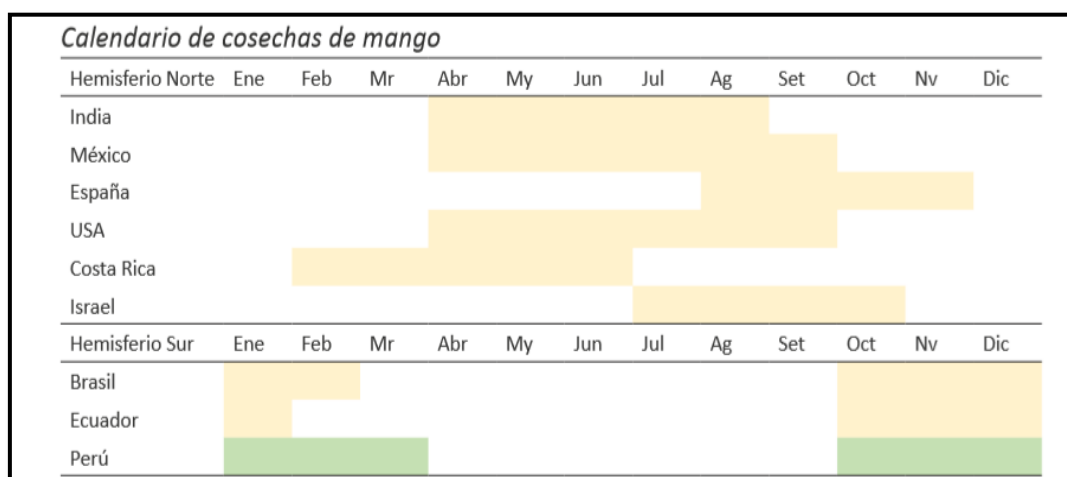 Calendario de cosechas de mango
Hemisferio Norte Ene Feb Mr Abr My Jun Jul Ag Set Oct Nv Dic
India
México
España
USA
Costa Rica
Israel
Hemisferio Sur Ene Feb Mr Abr My Jun Jul Ag Set Oct Nv Dic
Brasil
Ecuador
Perú